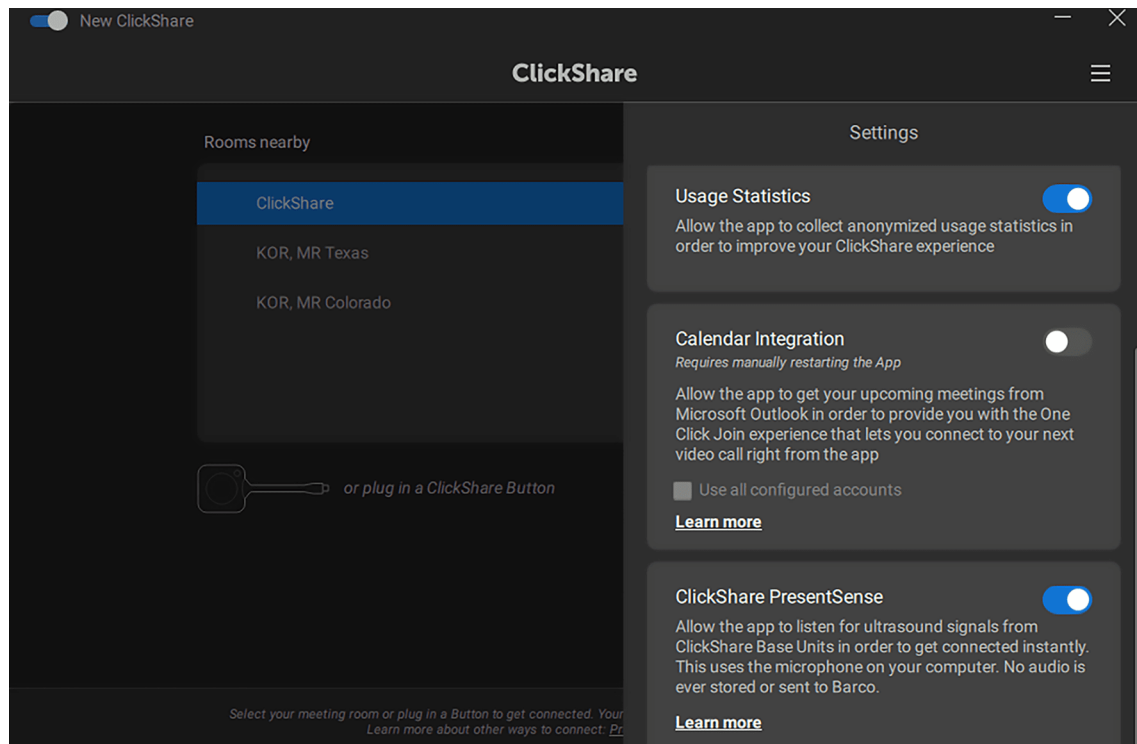 New ClickShare
ClickShare
Rooms nearby
ClickShare
KOR, MR Texas
KOR, MR Colorado
or plug in a ClickShare Button
Select your meeting room or plug in a Button to get connected. Your
Learn more about other ways to connect: Pr
Settings
Usage Statistics
Allow the app to collect anonymized usage statistics in
order to improve your ClickShare experience
Calendar Integration
Requires manually restarting the App
Allow the app to get your upcoming meetings from
Microsoft Outlook in order to provide you with the One
Click Join experience that lets you connect to your next
video call right from the app
Use all configured accounts
Learn more
ClickShare PresentSense
Allow the app to listen for ultrasound signals from
ClickShare Base Units in order to get connected instantly.
This uses the microphone on your computer. No audio is
ever stored or sent to Barco.
Learn more